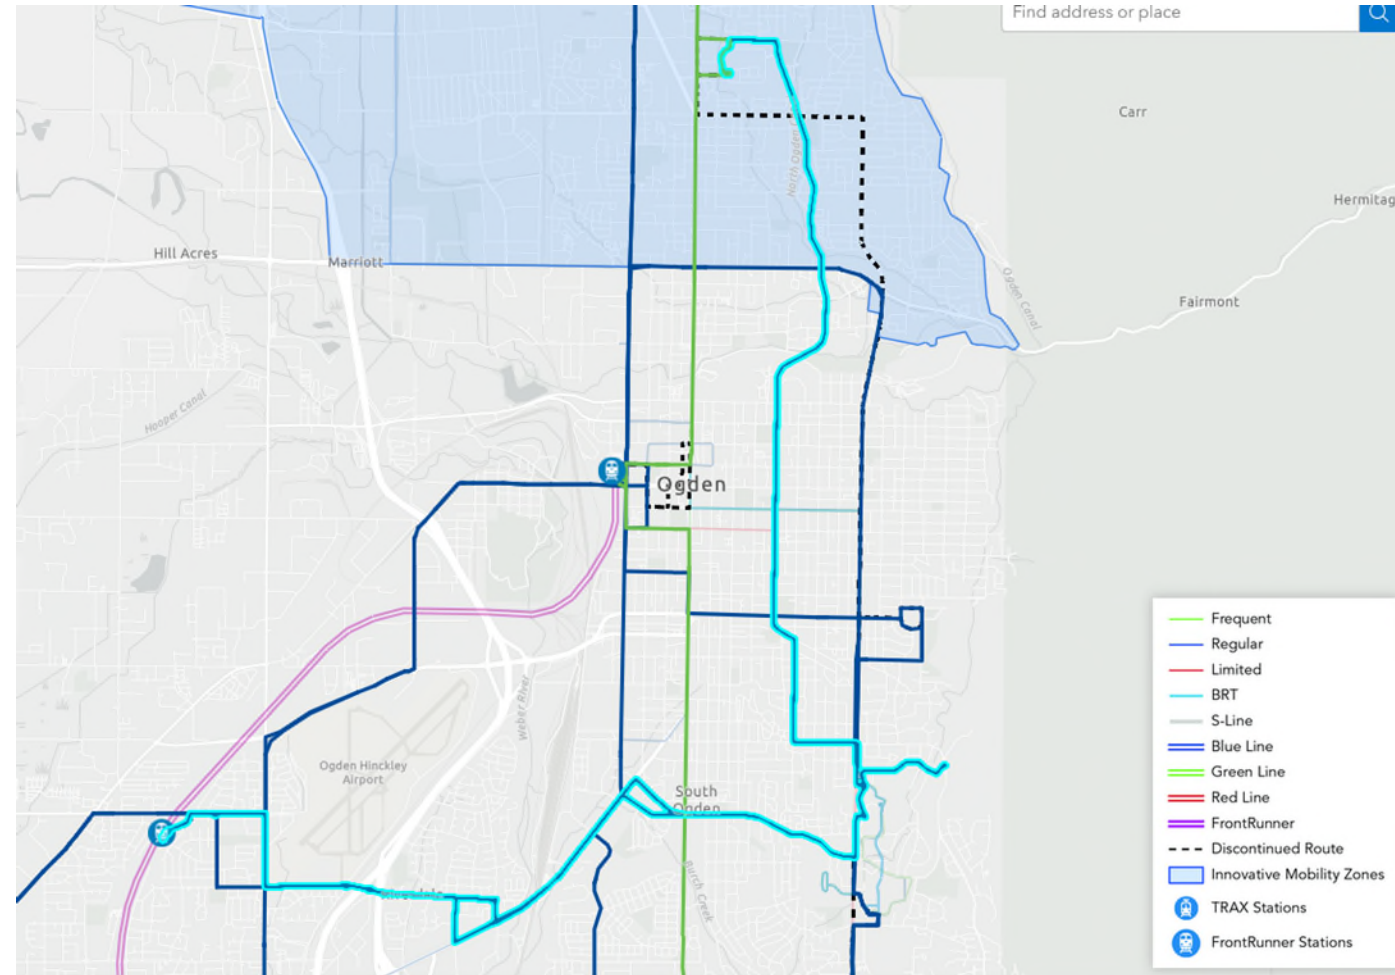 Find address or place
Carr
Hermitag
North Ogden
Hill Acres
Marriott
Ogden Canal
Fairmont
Hooper Canal
Ogden
Weber River
Ogden Hinckley
Airport
South
Ogden
Riverdale
Burch Creek
Frequent
Regular
Limited
BRT
S-Line
Blue Line
Green Line
Red Line
FrontRunner
Discontinued Route
Innovative Mobility Zones
TRAX Stations
FrontRunner Stations